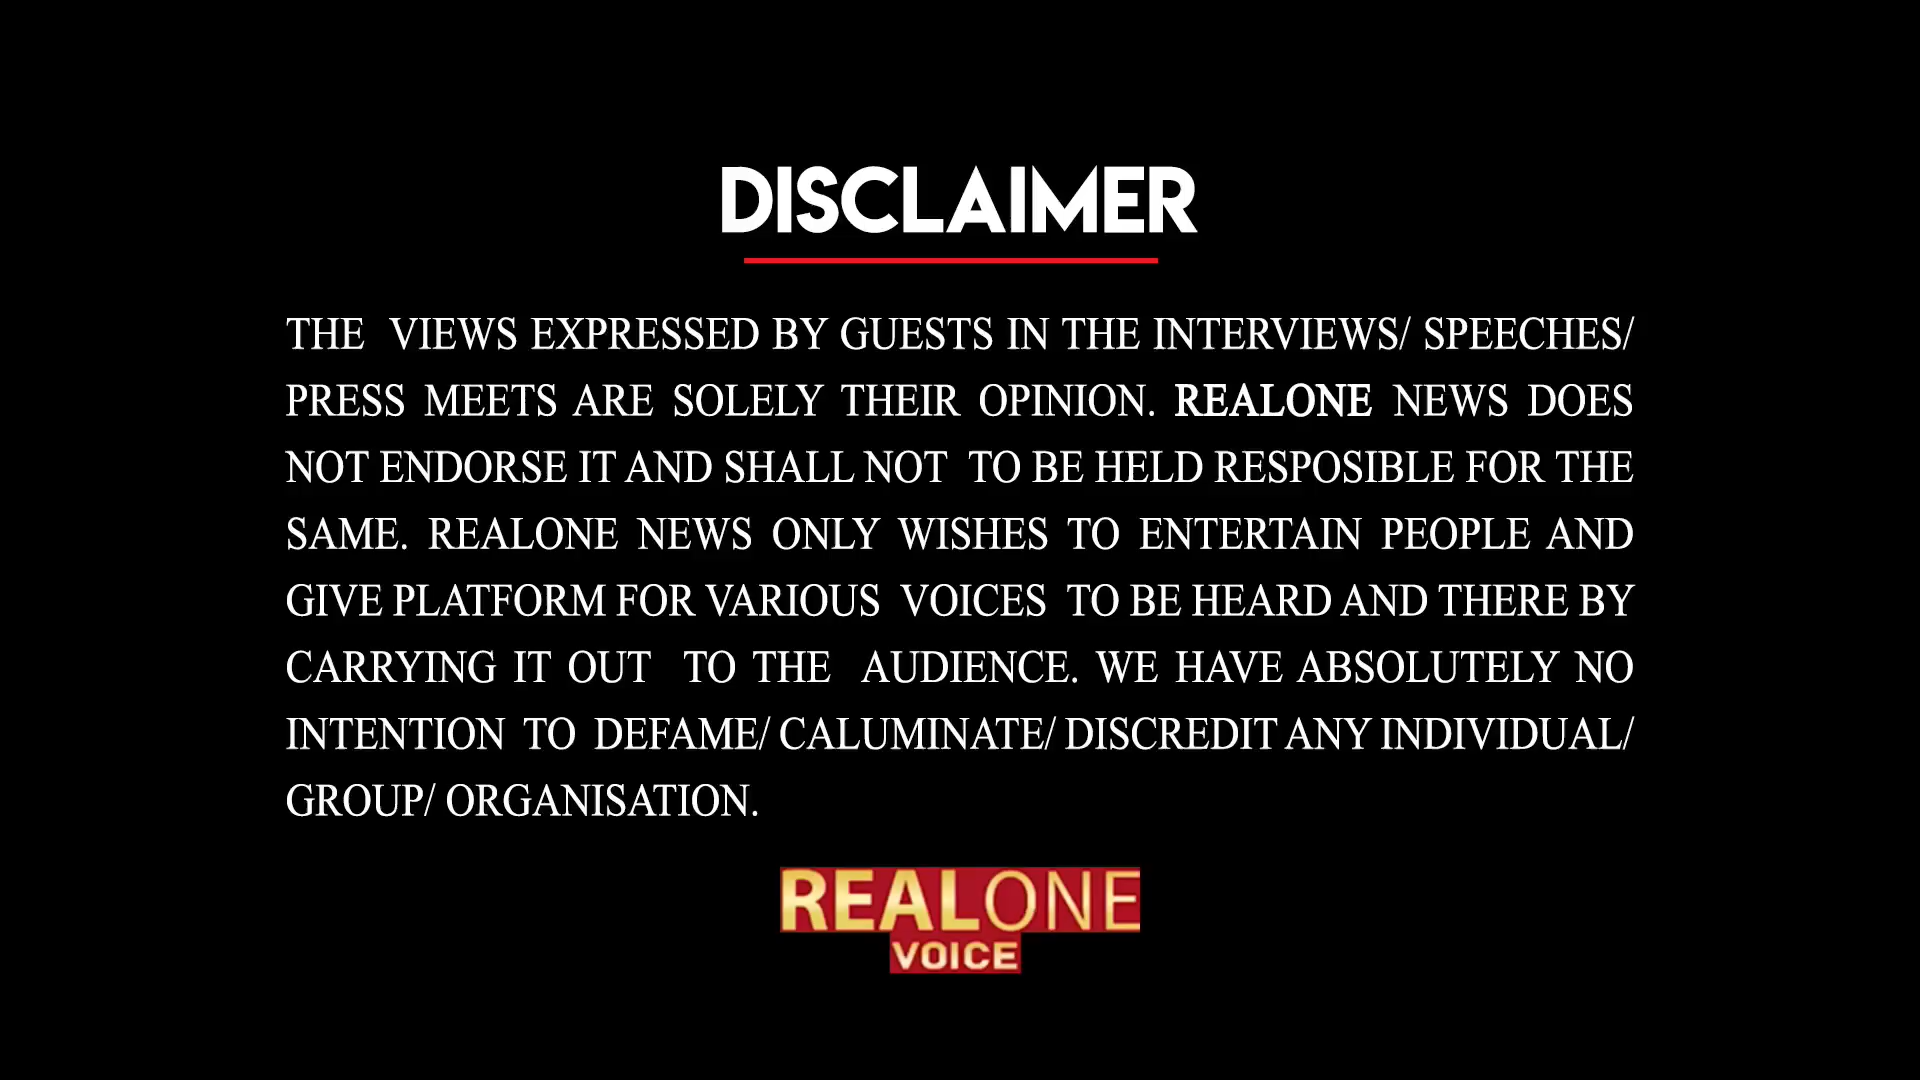 DISCLAIMER
THE VIEWS EXPRESSED BY GUESTS IN THE INTERVIEWS/ SPEECHES/
PRESS MEETS ARE SOLELY THEIR OPINION. REALONE NEWS DOES
NOT ENDORSE IT AND SHALL NOT TO BE HELD RESPOSIBLE FOR THE
SAME. REALONE NEWS ONLY WISHES TO ENTERTAIN PEOPLE AND
GIVE PLATFORM FOR VARIOUS VOICES TO BE HEARD AND THERE BY
CARRYING IT OUT TO THE AUDIENCE. WE HAVE ABSOLUTELY NO
INTENTION TO DEFAME/ CALUMINATE/ DISCREDIT ANY INDIVIDUAL/
GROUP/ ORGANISATION.
REALONE
VOICE